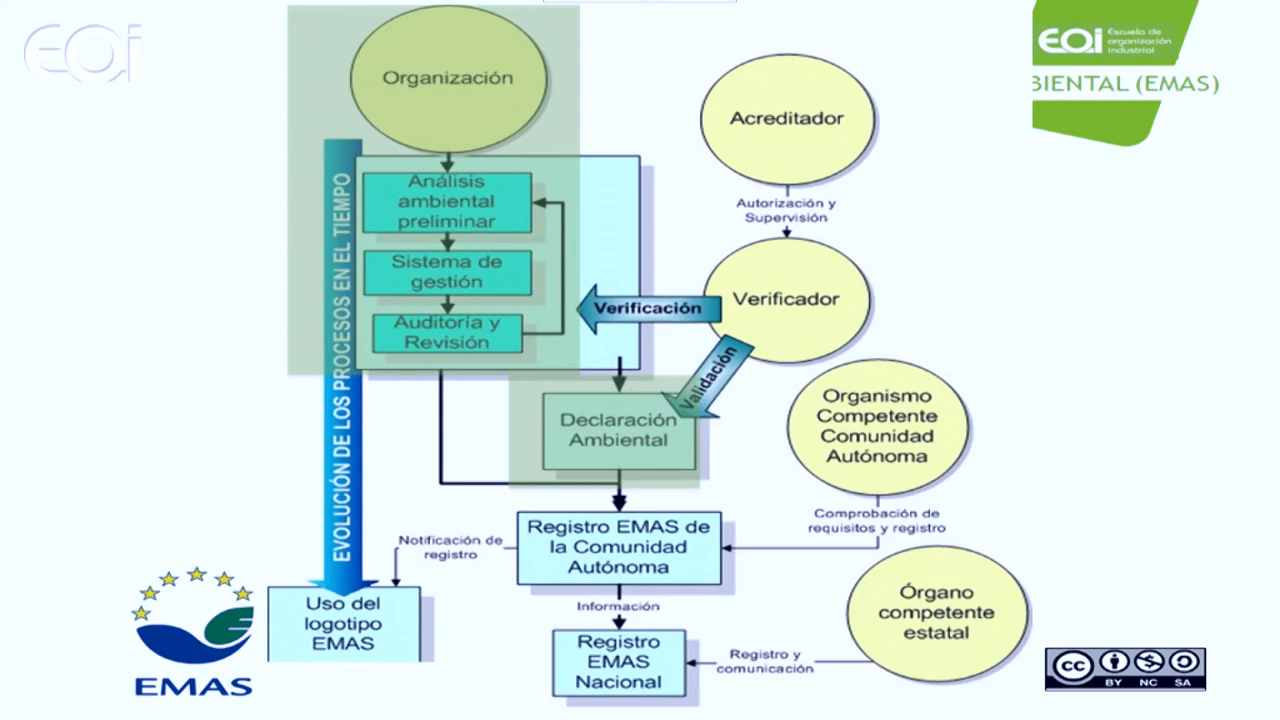 eoi
eoi Escuela de
organización
industrial
BIENTAL (EMAS)
Organización
Acreditador
Análisis
ambiental
preliminar
Autorización y
Supervisión
Sistema de
gestión
Verificación
Verificador
Auditoría y
Revisión
EVOLUCIÓN DE LOS PROCESOS EN EL TIEMPO
Validación
Declaración
Ambiental
Organismo
Competente
Comunidad
Autónoma
Comprobación de
requisitos y registro
Registro EMAS de
la Comunidad
Autónoma
Notificación de
registro
Uso del
logotipo
EMAS
Información
Órgano
competente
estatal
Registro
EMAS
Nacional
Registro y
comunicación
EMAS
cc
BY NC SA